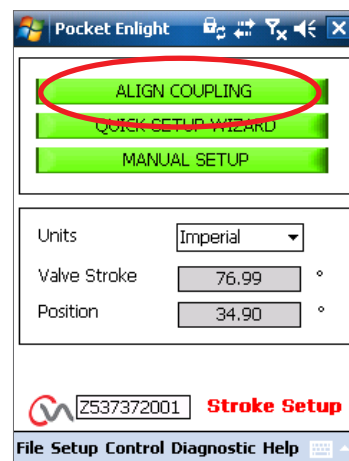 Pocket Enlight
ALIGN COUPLING
QUICK SETUP WIZARD
MANUAL SETUP
Units Imperial
Valve Stroke 76.99 °
Position 34.90 °
Z537372001 Stroke Setup
File Setup Control Diagnostic Help